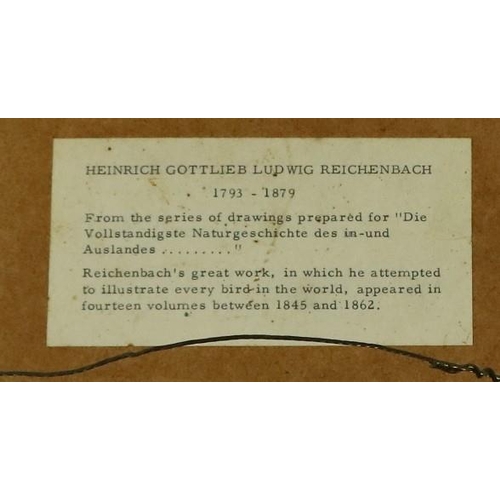 HEINRICH GOTTLIEB LUDWIG REICHENBACH
1793 - 1879
From the series of drawings prepared for "Die
Vollstandigste Naturgeschichte des in-und
Auslandes ........."
Reichenbach's great work, in which he attempted
to illustrate every bird in the world, appeared in
fourteen volumes between 1845 and 1862.